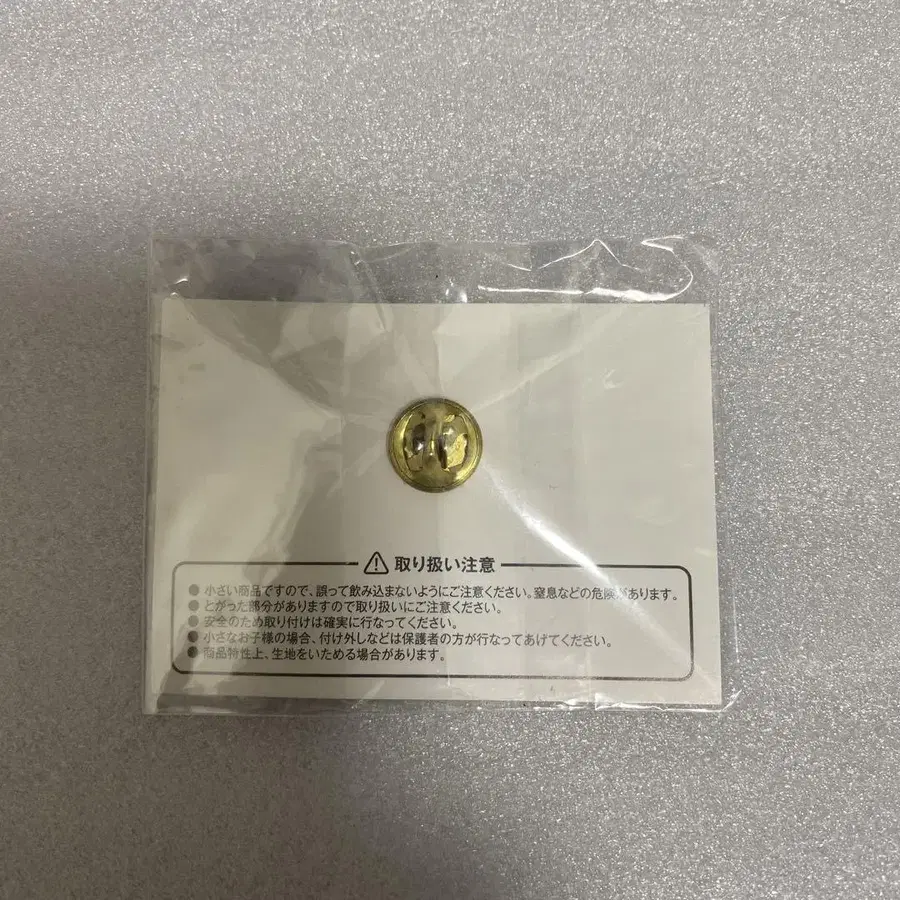 取り扱い注意
● 小さい商品ですので、誤って飲み込まないようにご注意ください。窒息などの危険があります。
● とがった部分がありますので取り扱いにご注意ください。
● 安全のため取り付けは確実に行なってください。
● 小さなお子様の場合、付け外しなどは保護者の方が行なってあげてください。
● 商品特性上、生地をいためる場合があります。